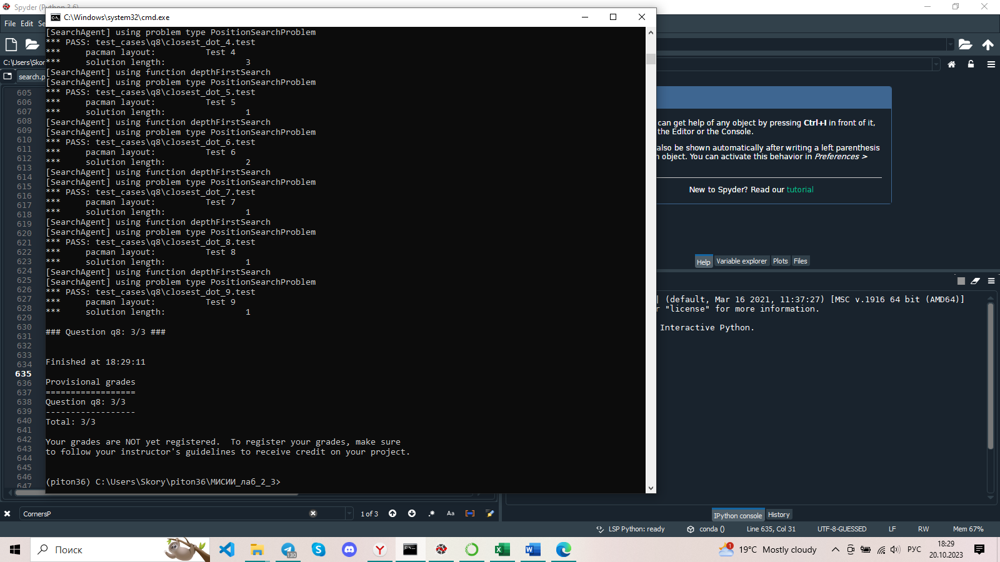 Spyder (Python 3.6)
C:\Windows\system32\cmd.exe
File Edit Se
C:\Users\Skor
search.p
605
606
607
608
609
610
611
612
613
614
615
616
617
618
619
620
621
622
623
624
625
626
627
628
629
630
631
632
633
634
635
636
637
638
639
640
641
642
643
644
645
646
647
[SearchAgent] using problem type PositionSearchProblem
*** PASS: test_cases\q8\closest_dot_4.test
***     pacman layout:          Test 4
***     solution length:                3
[SearchAgent] using function depthFirstSearch
[SearchAgent] using problem type PositionSearchProblem
*** PASS: test_cases\q8\closest_dot_5.test
***     pacman layout:          Test 5
***     solution length:                1
[SearchAgent] using function depthFirstSearch
[SearchAgent] using problem type PositionSearchProblem
*** PASS: test_cases\q8\closest_dot_6.test
***     pacman layout:          Test 6
***     solution length:                2
[SearchAgent] using function depthFirstSearch
[SearchAgent] using problem type PositionSearchProblem
*** PASS: test_cases\q8\closest_dot_7.test
***     pacman layout:          Test 7
***     solution length:                1
[SearchAgent] using function depthFirstSearch
[SearchAgent] using problem type PositionSearchProblem
*** PASS: test_cases\q8\closest_dot_8.test
***     pacman layout:          Test 8
***     solution length:                1
[SearchAgent] using function depthFirstSearch
[SearchAgent] using problem type PositionSearchProblem
*** PASS: test_cases\q8\closest_dot_9.test
***     pacman layout:          Test 9
***     solution length:                1
### Question q8: 3/3 ###
Finished at 18:29:11
Provisional grades
==================
Question q8: 3/3
------------------
Total: 3/3
Your grades are NOT yet registered.  To register your grades, make sure
to follow your instructor's guidelines to receive credit on your project.
(piton36) C:\Users\Skory\piton36\МИСИИ_лаб_2_3>
can get help of any object by pressing Ctrl+I in front of it,
the Editor or the Console.
also be shown automatically after writing a left parenthesis
object. You can activate this behavior in Preferences >
New to Spyder? Read our tutorial
Help Variable explorer Plots Files
| (default, Mar 16 2021, 11:37:27) [MSC v.1916 64 bit (AMD64)]
r "license" for more information.
Interactive Python.
IPython console History
CornersP 1 of 3 .* Aa
LSP Python: ready conda () Line 635, Col 31 UTF-8-GUESSED LF RW Mem 67%
Поиск 130 1 19°C Mostly cloudy РУС 18:29
20.10.2023